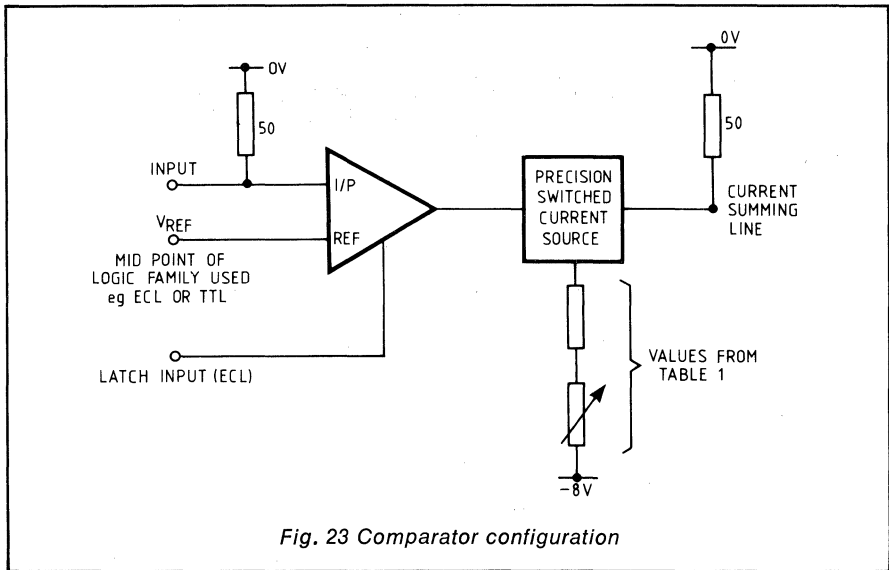 0V
50
INPUT
VREF
MID POINT OF
LOGIC FAMILY USED
eg ECL OR TTL
LATCH INPUT (ECL)
I/P
REF
PRECISION
SWITCHED
CURRENT
SOURCE
0V
50
CURRENT
SUMMING
LINE
VALUES FROM
TABLE 1
-8V
Fig. 23 Comparator configuration